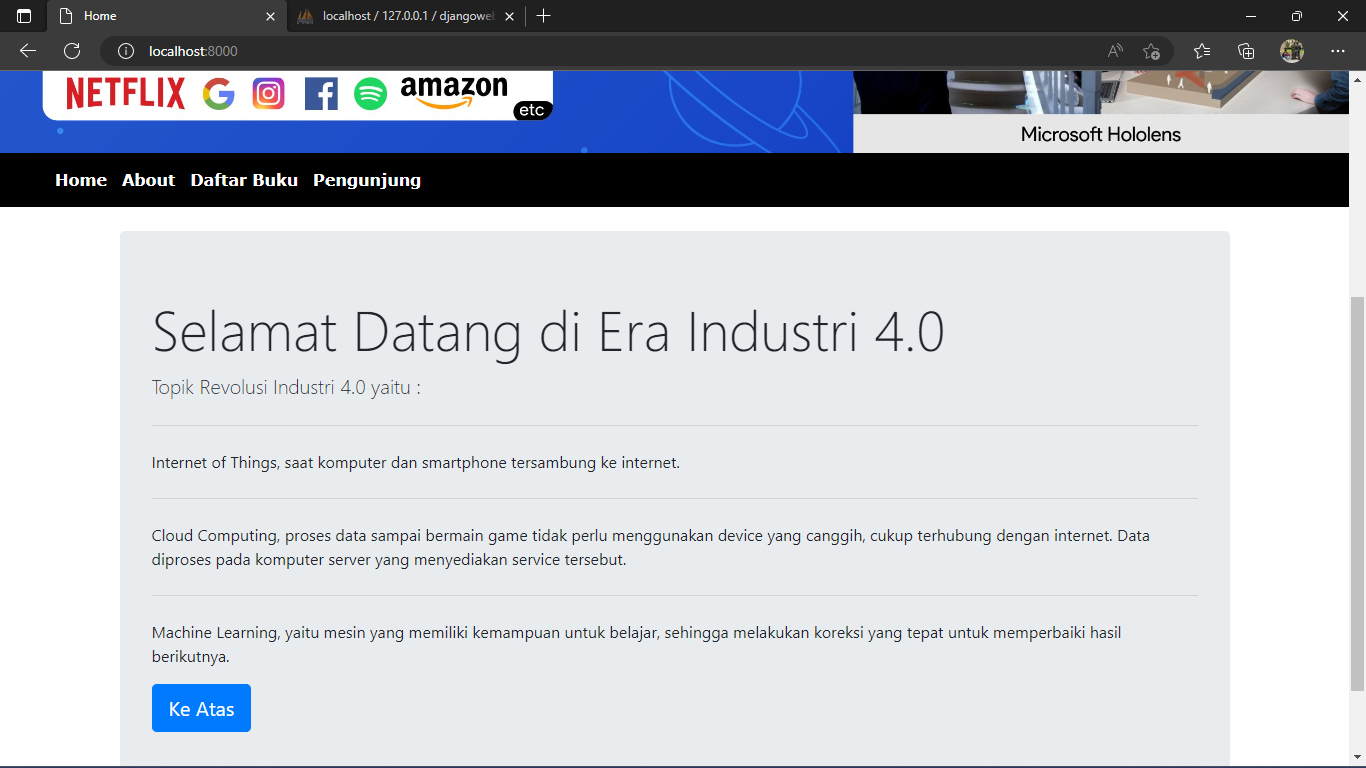 Home
localhost / 127.0.0.1 / djangoweb
localhost:8000
NETFLIX
amazon
etc
Microsoft Hololens
Home About Daftar Buku Pengunjung
Selamat Datang di Era Industri 4.0
Topik Revolusi Industri 4.0 yaitu :
Internet of Things, saat komputer dan smartphone tersambung ke internet.
Cloud Computing, proses data sampai bermain game tidak perlu menggunakan device yang canggih, cukup terhubung dengan internet. Data
diproses pada komputer server yang menyediakan service tersebut.
Machine Learning, yaitu mesin yang memiliki kemampuan untuk belajar, sehingga melakukan koreksi yang tepat untuk memperbaiki hasil
berikutnya.
Ke Atas